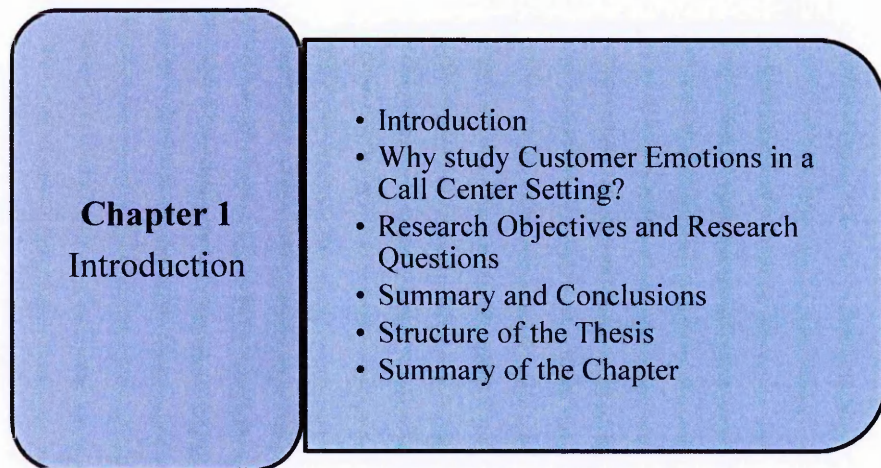 Chapter 1
Introduction
• Introduction
• Why study Customer Emotions in a
Call Center Setting?
• Research Objectives and Research
Questions
• Summary and Conclusions
• Structure of the Thesis
• Summary of the Chapter